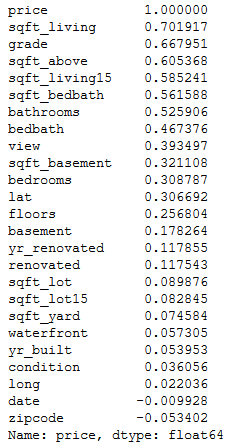 price 1.000000
sqft_living 0.701917
grade 0.667951
sqft_above 0.605368
sqft_living15 0.585241
sqft_bedbath 0.561588
bathrooms 0.525906
bedbath 0.467376
view 0.393497
sqft_basement 0.321108
bedrooms 0.308787
lat 0.306692
floors 0.256804
basement 0.178264
yr_renovated 0.117855
renovated 0.117543
sqft_lot 0.089876
sqft_lot15 0.082845
sqft_yard 0.074584
waterfront 0.057305
yr_built 0.053953
condition 0.036056
long 0.022036
date -0.009928
zipcode -0.053402
Name: price, dtype: float64